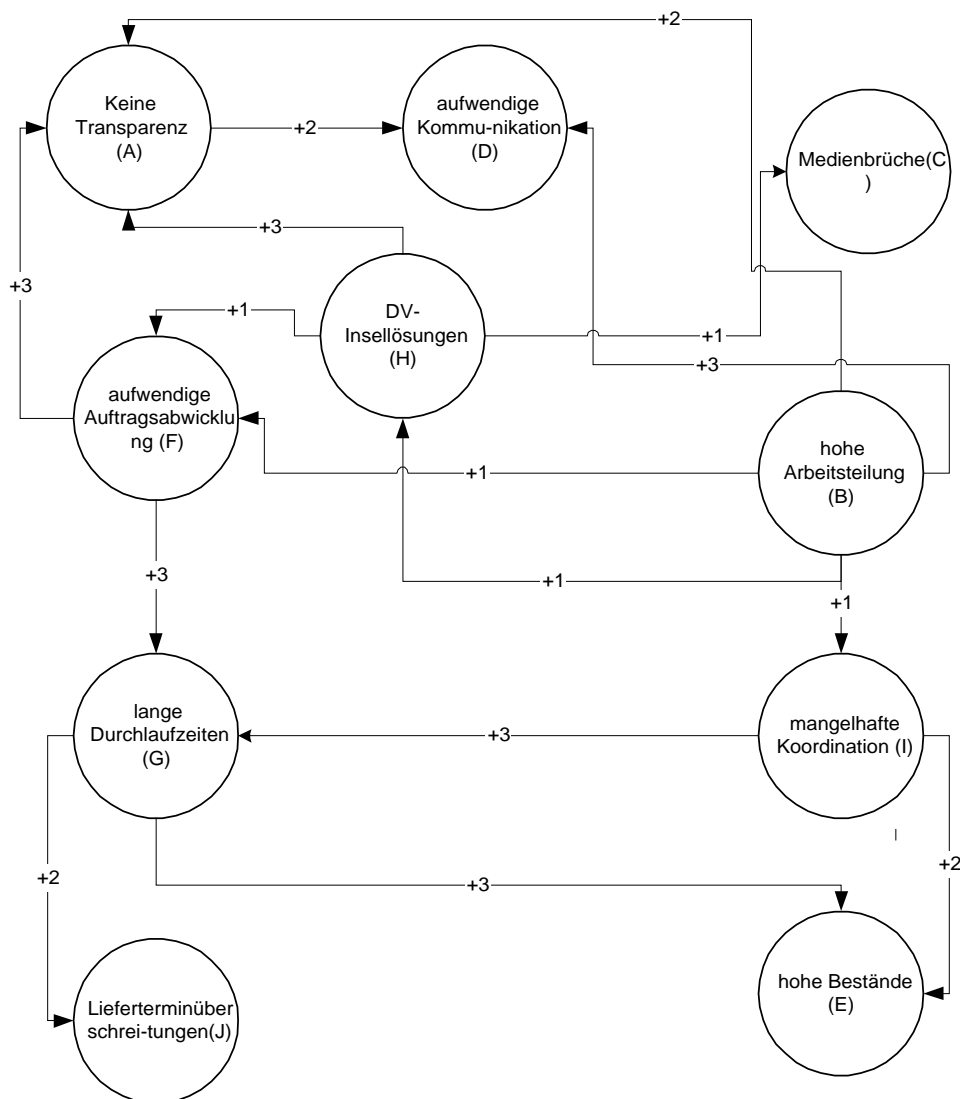 +2
Keine
Transparenz
(A)
+2
aufwendige
Kommu-nikation
(D)
Medienbrüche(C
)
+3
+3
+1
DV-
Insellösungen
(H)
+1
+3
aufwendige
Auftragsabwicklu
ng (F)
+1
hohe
Arbeitsteilung
(B)
+3
+1
+1
lange
Durchlaufzeiten
(G)
+3
mangelhafte
Koordination (I)
+2
+3
+2
Lieferterminüber
schrei-tungen(J)
hohe Bestände
(E)